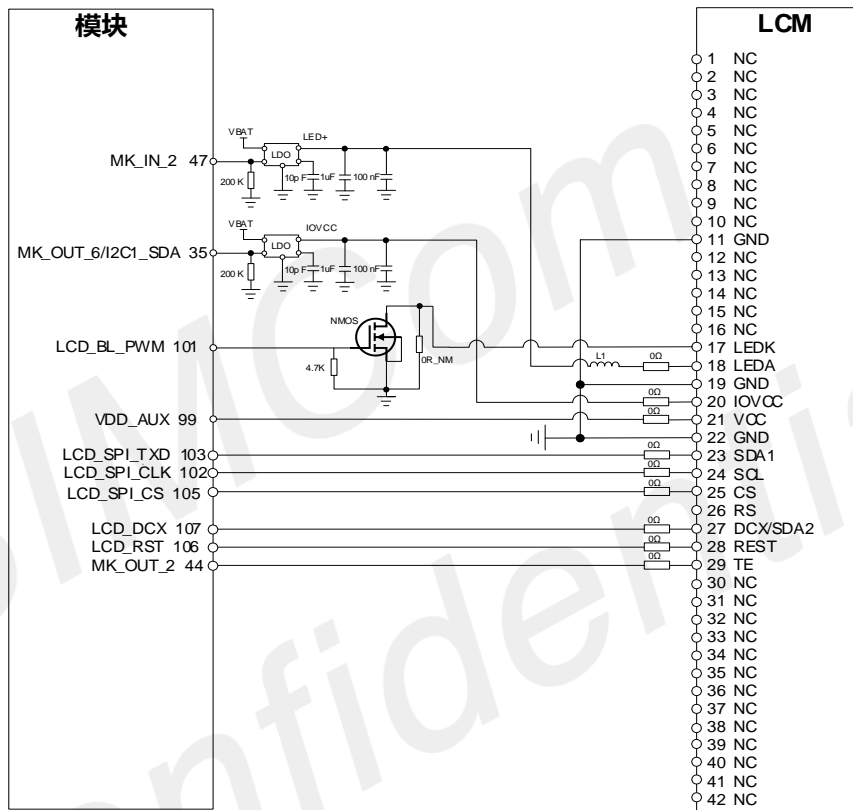 模块
LCM
1 NC
2 NC
3 NC
4 NC
5 NC
6 NC
7 NC
8 NC
9 NC
10 NC
11 GND
12 NC
13 NC
14 NC
15 NC
16 NC
17 LEDK
18 LEDA
19 GND
20 IOVCC
21 VCC
22 GND
23 SDA1
24 SCL
25 CS
26 RS
27 DCX/SDA2
28 REST
29 TE
30 NC
31 NC
32 NC
33 NC
34 NC
35 NC
36 NC
37 NC
38 NC
39 NC
40 NC
41 NC
42 NC
MK_IN_2 47
MK_OUT_6/I2C1_SDA 35
LCD_BL_PWM 101
VDD_AUX 99
LCD_SPI_TXD 103
LCD_SPI_CLK 102
LCD_SPI_CS 105
LCD_DCX 107
LCD_RST 106
MK_OUT_2 44
VBAT
LDO
LED+
200 K
10p F
1uF
100 nF
VBAT
LDO
IOVCC
200 K
10p F
1uF
100 nF
NMOS
4.7K
0R_NM
L1
0Ω
0Ω
0Ω
0Ω
0Ω
0Ω
0Ω
0Ω
0Ω
SIMCom
Confidential